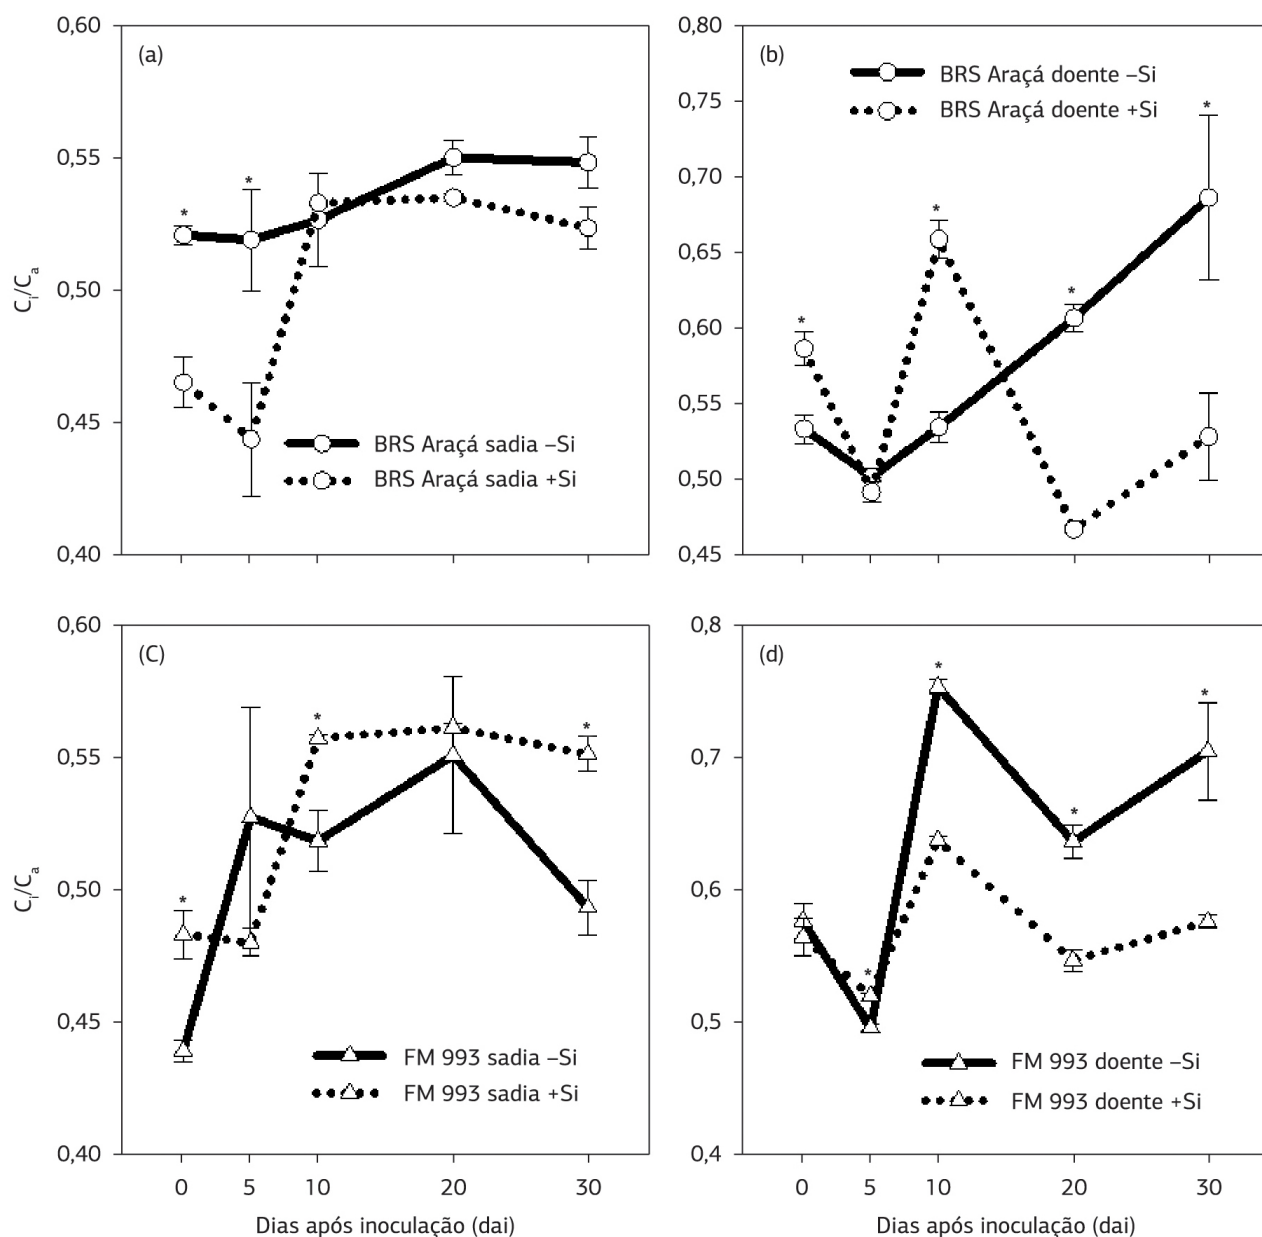 (a)
0,60
0,55
0,50
0,45
0,40
Ci/Ca
*
*
BRS Araçá sadia –Si
BRS Araçá sadia +Si
(b)
0,80
0,75
0,70
0,65
0,60
0,55
0,50
0,45
BRS Araçá doente –Si
BRS Araçá doente +Si
*
*
*
*
(C)
0,60
0,55
0,50
0,45
0,40
Ci/Ca
*
*
*
FM 993 sadia –Si
FM 993 sadia +Si
0 5 10 20 30
Dias após inoculação (dai)
(d)
0,8
0,7
0,6
0,5
0,4
*
*
*
*
FM 993 doente –Si
FM 993 doente +Si
0 5 10 20 30
Dias após inoculação (dai)